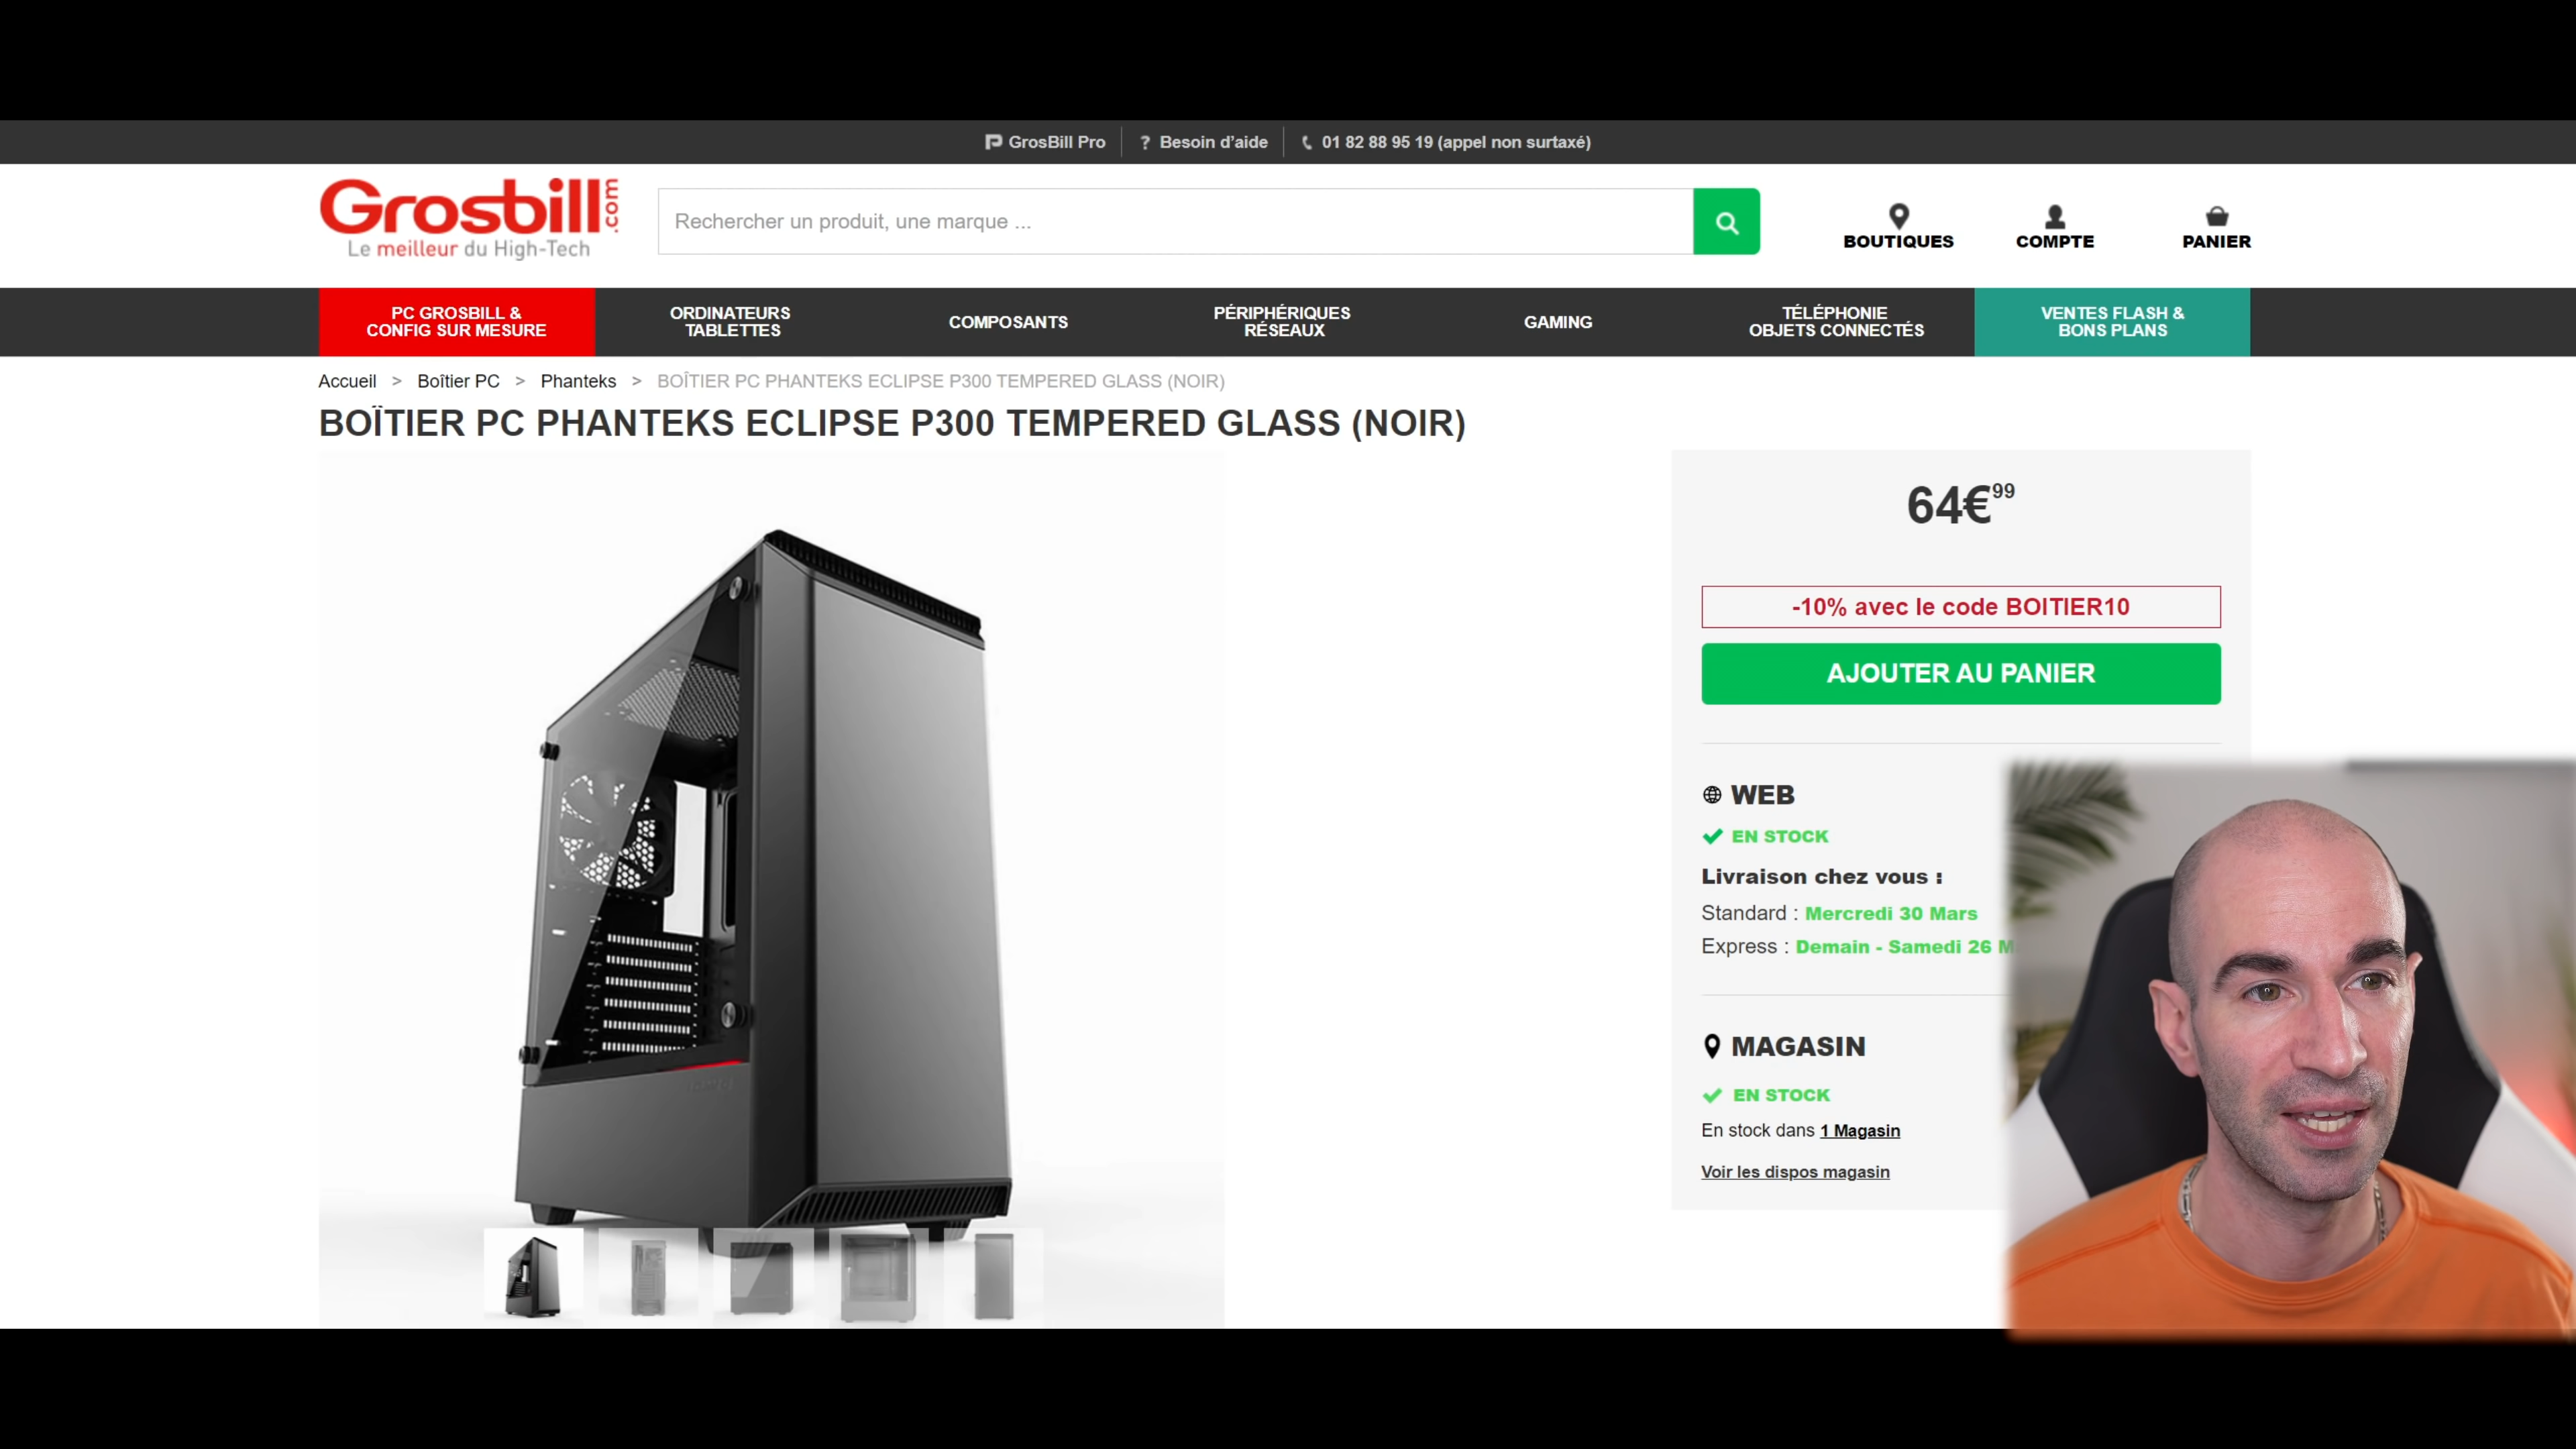 GrosBill Pro
? Besoin d'aide
01 82 88 95 19 (appel non surtaxé)
Grosbill.com
Le meilleur du High-Tech
Rechercher un produit, une marque ...
BOUTIQUES
COMPTE
PANIER
PC GROSBILL &
CONFIG SUR MESURE
ORDINATEURS
TABLETTES
COMPOSANTS
PÉRIPHÉRIQUES
RÉSEAUX
GAMING
TÉLÉPHONIE
OBJETS CONNECTÉS
VENTES FLASH &
BONS PLANS
Accueil > Boîtier PC > Phanteks > BOÎTIER PC PHANTEKS ECLIPSE P300 TEMPERED GLASS (NOIR)
BOÎTIER PC PHANTEKS ECLIPSE P300 TEMPERED GLASS (NOIR)
64€99
-10% avec le code BOITIER10
AJOUTER AU PANIER
WEB
EN STOCK
Livraison chez vous :
Standard : Mercredi 30 Mars
Express : Demain - Samedi 26 M
MAGASIN
EN STOCK
En stock dans 1 Magasin
Voir les dispos magasin